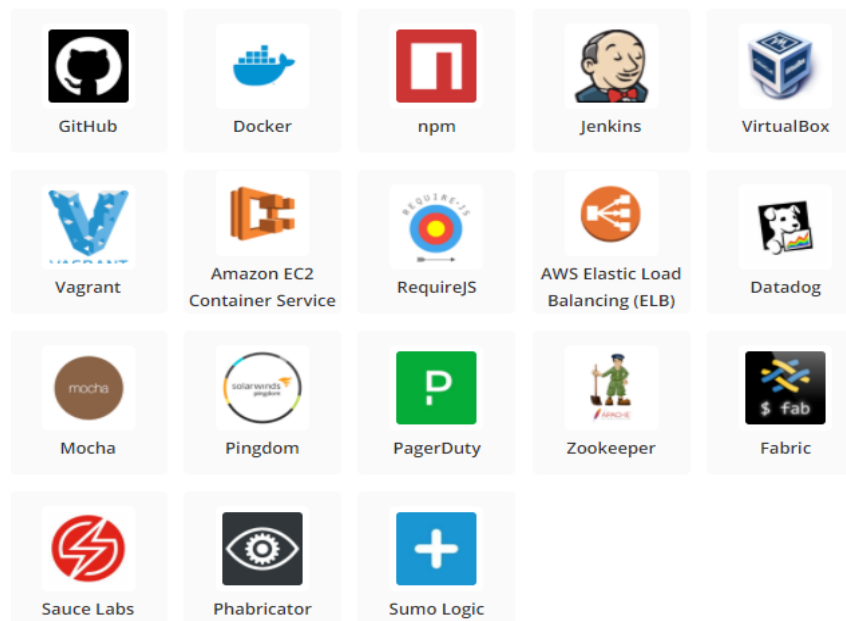 GitHub
Docker
npm
Jenkins
VirtualBox
VAGRANT
Vagrant
Amazon EC2
Container Service
REQUIRE-JS
RequireJS
AWS Elastic Load
Balancing (ELB)
Datadog
mocha
Mocha
solarwinds
pingdom
Pingdom
P
PagerDuty
APACHE
Zookeeper
$ fab
Fabric
Sauce Labs
Phabricator
Sumo Logic